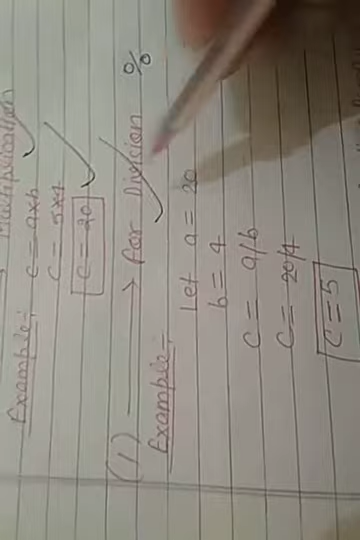 Multiplication
Example:- C = a×b
C = 5×4
C = 20
(1) → for Division %
Example:-
Let a = 20
b = 4
C = a/b
C = 20/4
C = 5